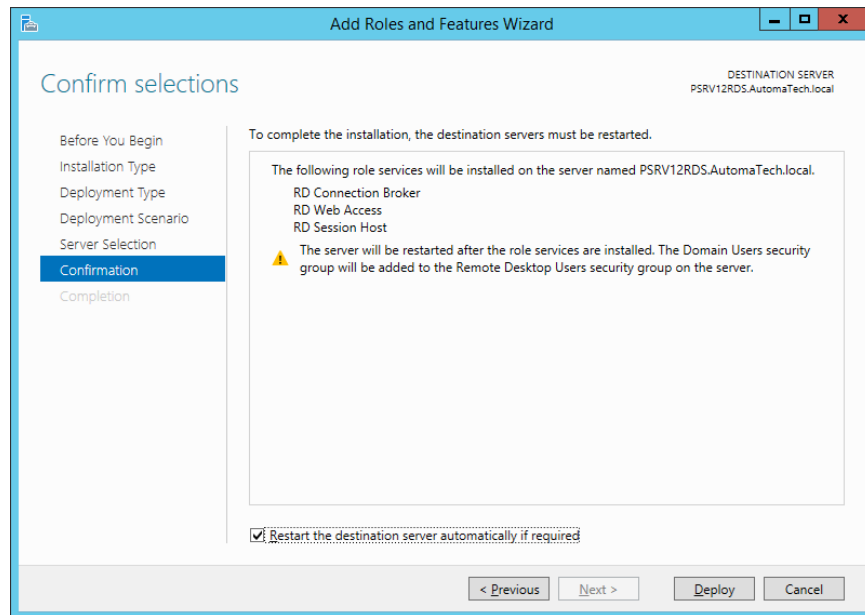 Add Roles and Features Wizard
Confirm selections
DESTINATION SERVER
PSRV12RDS.AutomaTech.local
Before You Begin
Installation Type
Deployment Type
Deployment Scenario
Server Selection
Confirmation
Completion
To complete the installation, the destination servers must be restarted.
The following role services will be installed on the server named PSRV12RDS.AutomaTech.local.
RD Connection Broker
RD Web Access
RD Session Host
The server will be restarted after the role services are installed. The Domain Users security
group will be added to the Remote Desktop Users security group on the server.
Restart the destination server automatically if required
< Previous
Next >
Deploy
Cancel